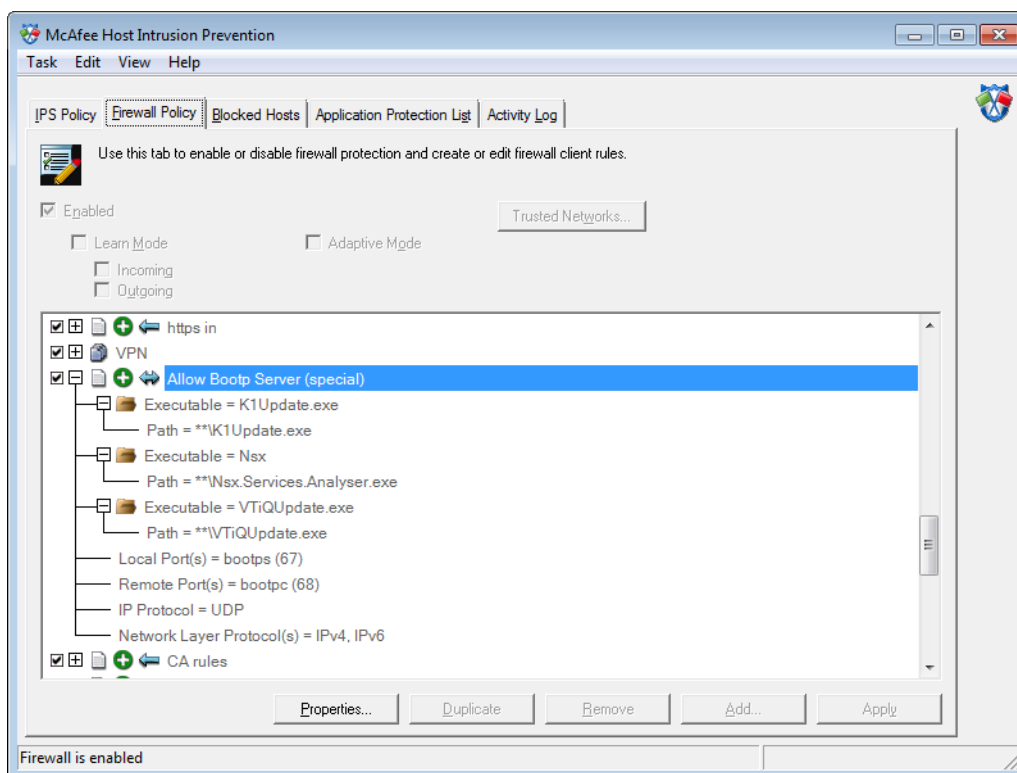 McAfee Host Intrusion Prevention
Task Edit View Help
IPS Policy Firewall Policy Blocked Hosts Application Protection List Activity Log
Use this tab to enable or disable firewall protection and create or edit firewall client rules.
Enabled Trusted Networks...
Learn Mode Adaptive Mode
Incoming
Outgoing
https in
VPN
Allow Bootp Server (special)
Executable = K1Update.exe
Path = **\K1Update.exe
Executable = Nsx
Path = **\Nsx.Services.Analyser.exe
Executable = VTiQUpdate.exe
Path = **\VTiQUpdate.exe
Local Port(s) = bootps (67)
Remote Port(s) = bootpc (68)
IP Protocol = UDP
Network Layer Protocol(s) = IPv4, IPv6
CA rules
Properties... Duplicate Remove Add... Apply
Firewall is enabled